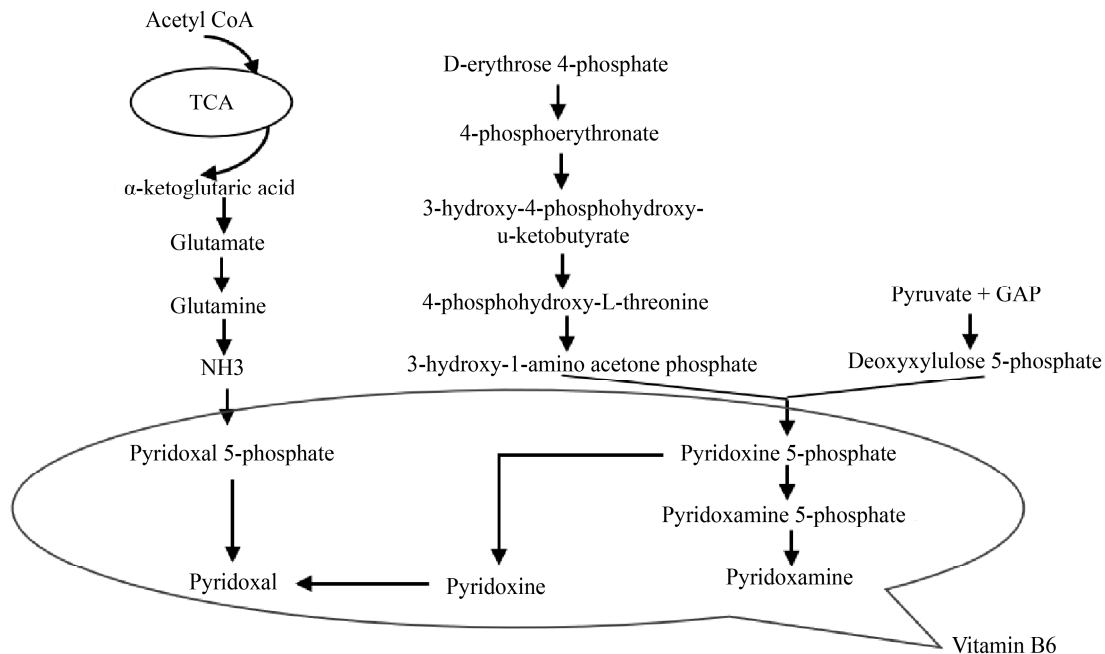 Acetyl CoA
TCA
α-ketoglutaric acid
Glutamate
Glutamine
NH3
D-erythrose 4-phosphate
4-phosphoerythronate
3-hydroxy-4-phosphohydroxy-
u-ketobutyrate
4-phosphohydroxy-L-threonine
3-hydroxy-1-amino acetone phosphate
Pyruvate + GAP
Deoxyxylulose 5-phosphate
Pyridoxal 5-phosphate
Pyridoxine 5-phosphate
Pyridoxamine 5-phosphate
Pyridoxal
Pyridoxine
Pyridoxamine
Vitamin B6